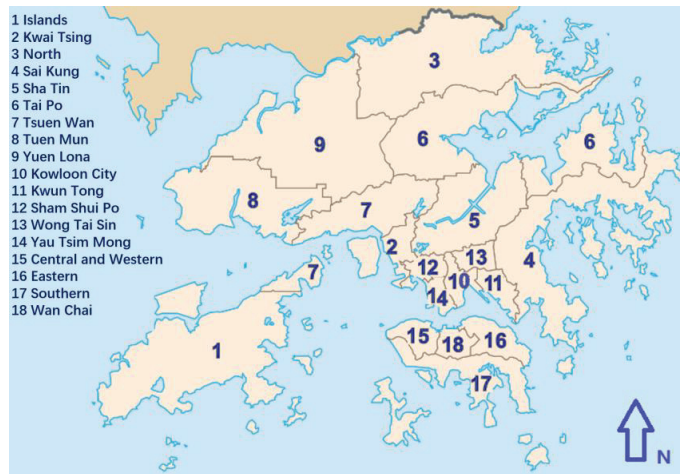 1 Islands
2 Kwai Tsing
3 North
4 Sai Kung
5 Sha Tin
6 Tai Po
7 Tsuen Wan
8 Tuen Mun
9 Yuen Lona
10 Kowloon City
11 Kwun Tong
12 Sham Shui Po
13 Wong Tai Sin
14 Yau Tsim Mong
15 Central and Western
16 Eastern
17 Southern
18 Wan Chai
3
6
6
9
8
7
5
2
13
4
12
7
10
11
14
15
18
16
1
17
N